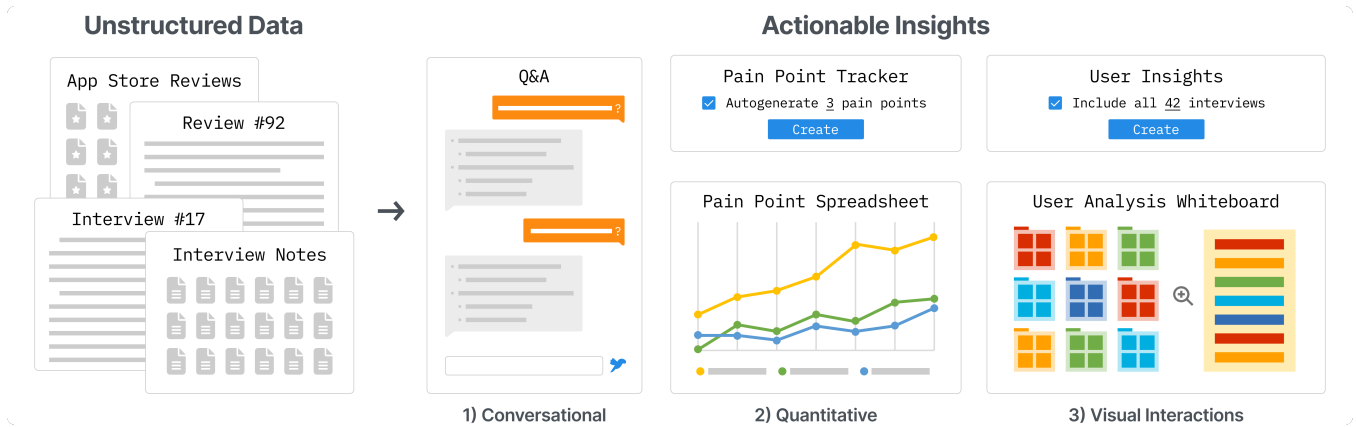 Unstructured Data
App Store Reviews
Review #92
Interview #17
Interview Notes
Actionable Insights
Q&A
?
?
1) Conversational
Pain Point Tracker
Autogenerate 3 pain points
Create
Pain Point Spreadsheet
2) Quantitative
User Insights
Include all 42 interviews
Create
User Analysis Whiteboard
3) Visual Interactions